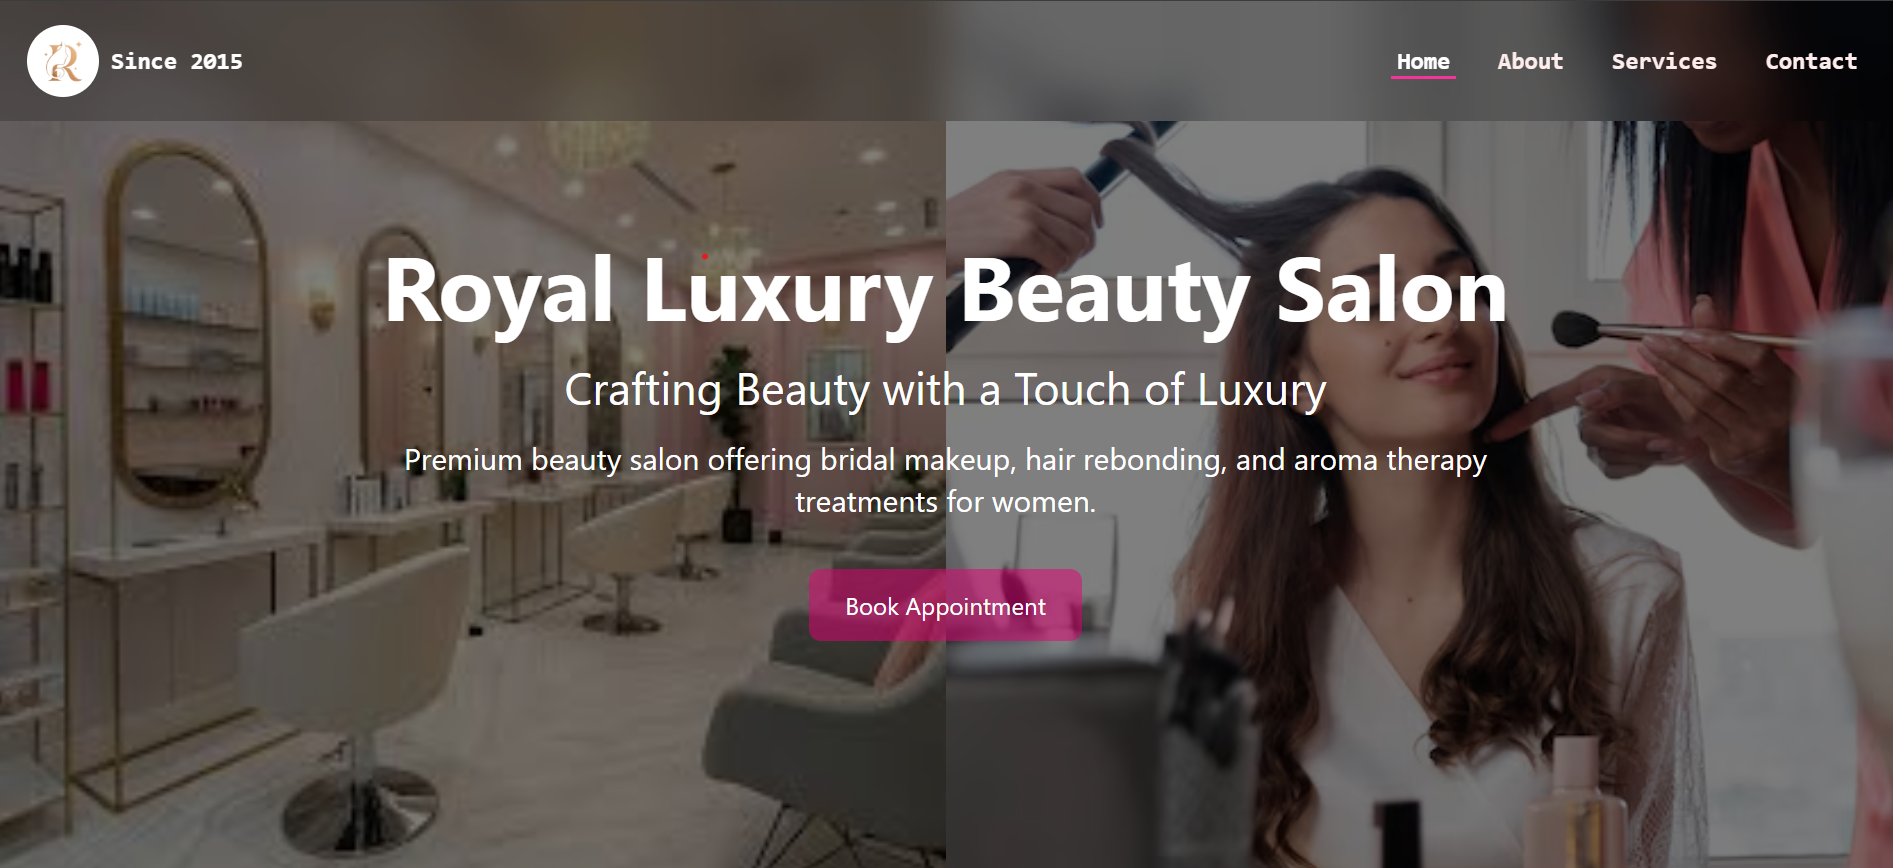 R
Since 2015
Home
About
Services
Contact
Royal Luxury Beauty Salon
Crafting Beauty with a Touch of Luxury
Premium beauty salon offering bridal makeup, hair rebonding, and aroma therapy
treatments for women.
Book Appointment